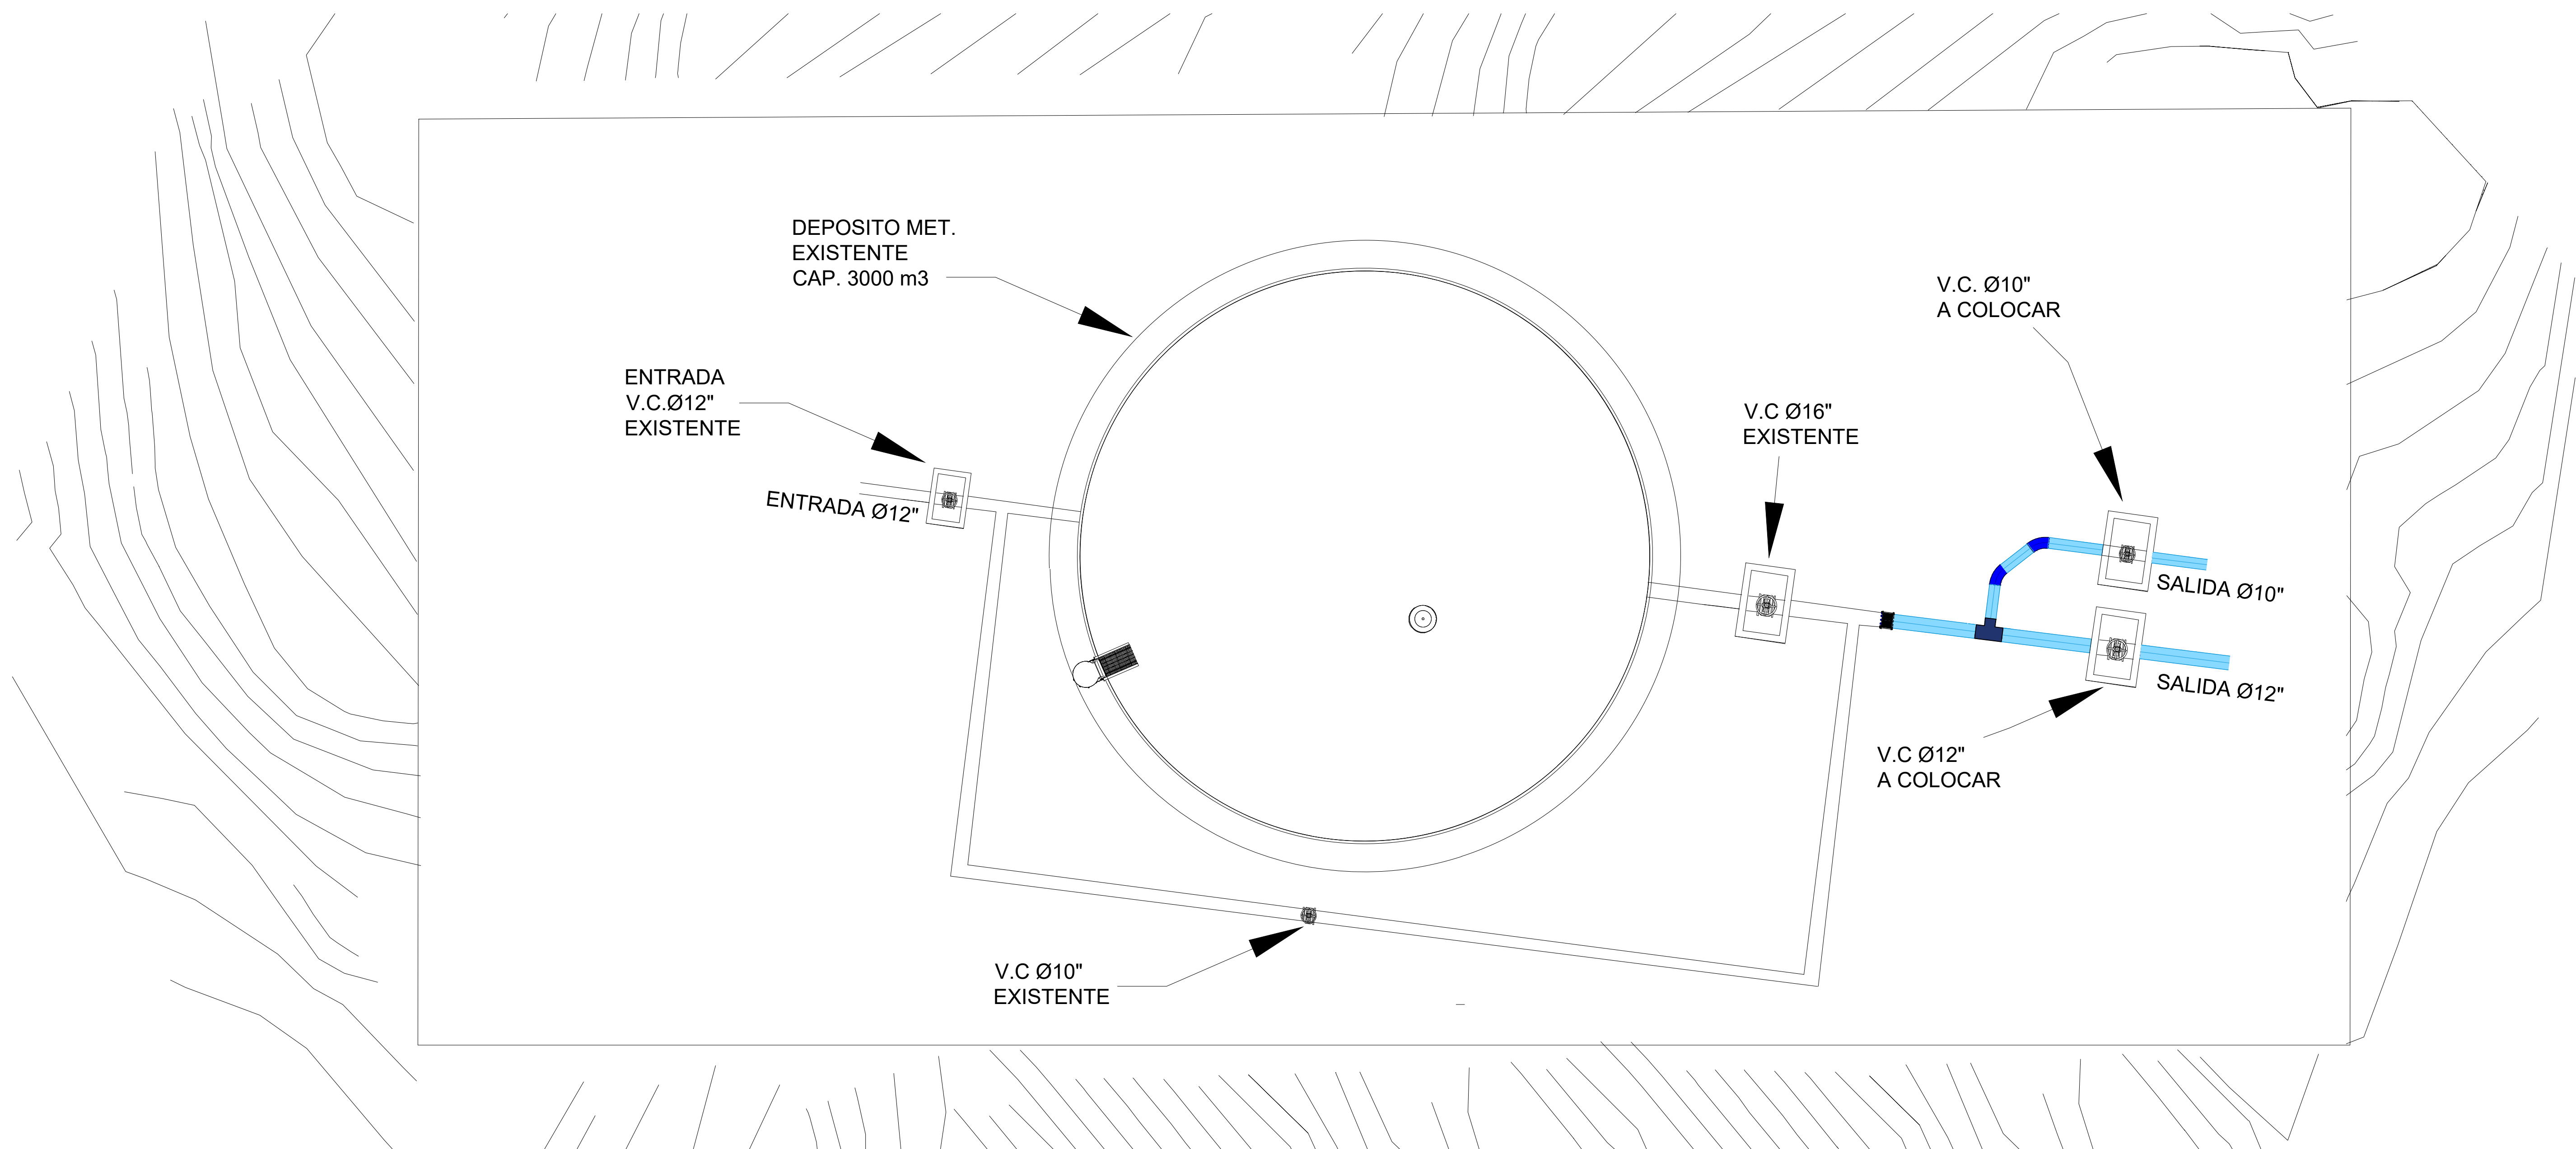 DEPOSITO MET.
EXISTENTE
CAP. 3000 m3
V.C. Ø10"
A COLOCAR
ENTRADA
V.C.Ø12"
EXISTENTE
V.C Ø16"
EXISTENTE
ENTRADA Ø12"
SALIDA Ø10"
SALIDA Ø12"
V.C Ø12"
A COLOCAR
V.C Ø10"
EXISTENTE